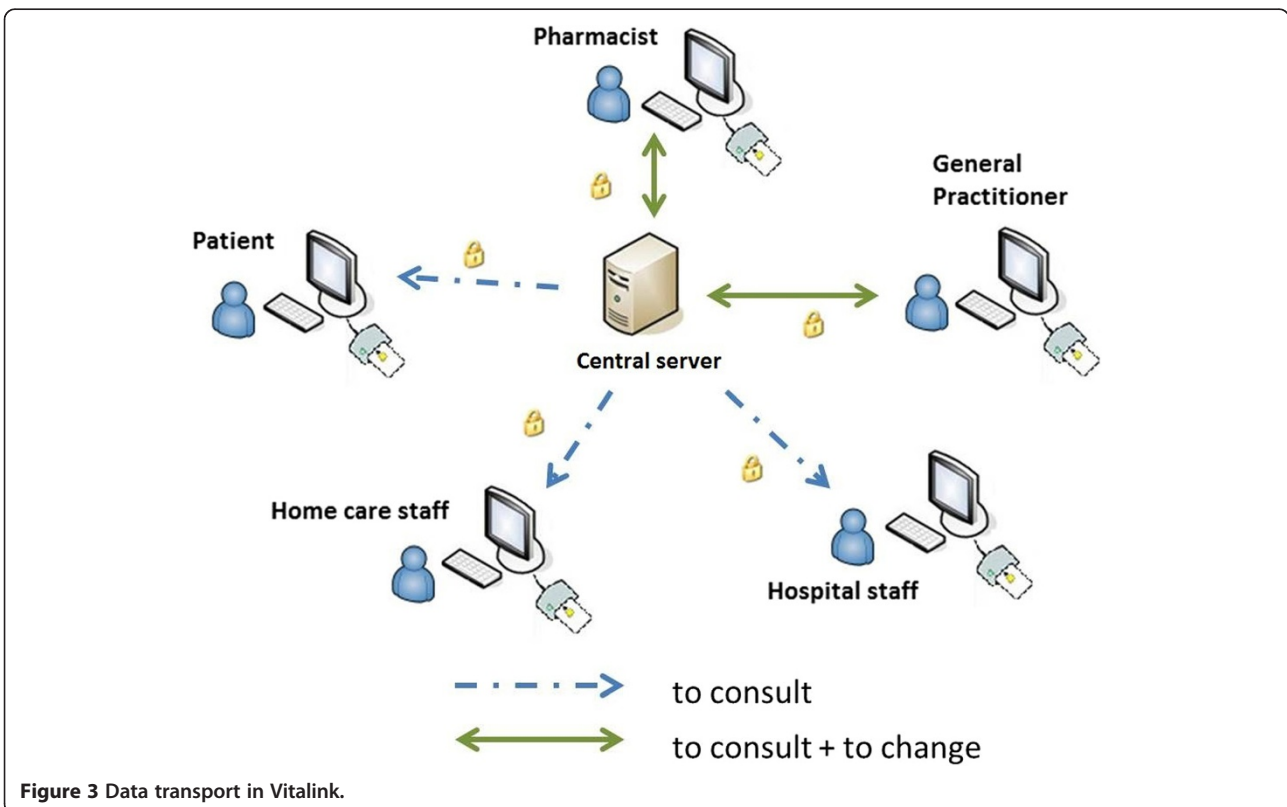 Pharmacist
General
Practitioner
Patient
Central server
Home care staff
Hospital staff
to consult
to consult + to change
Figure 3 Data transport in Vitalink.